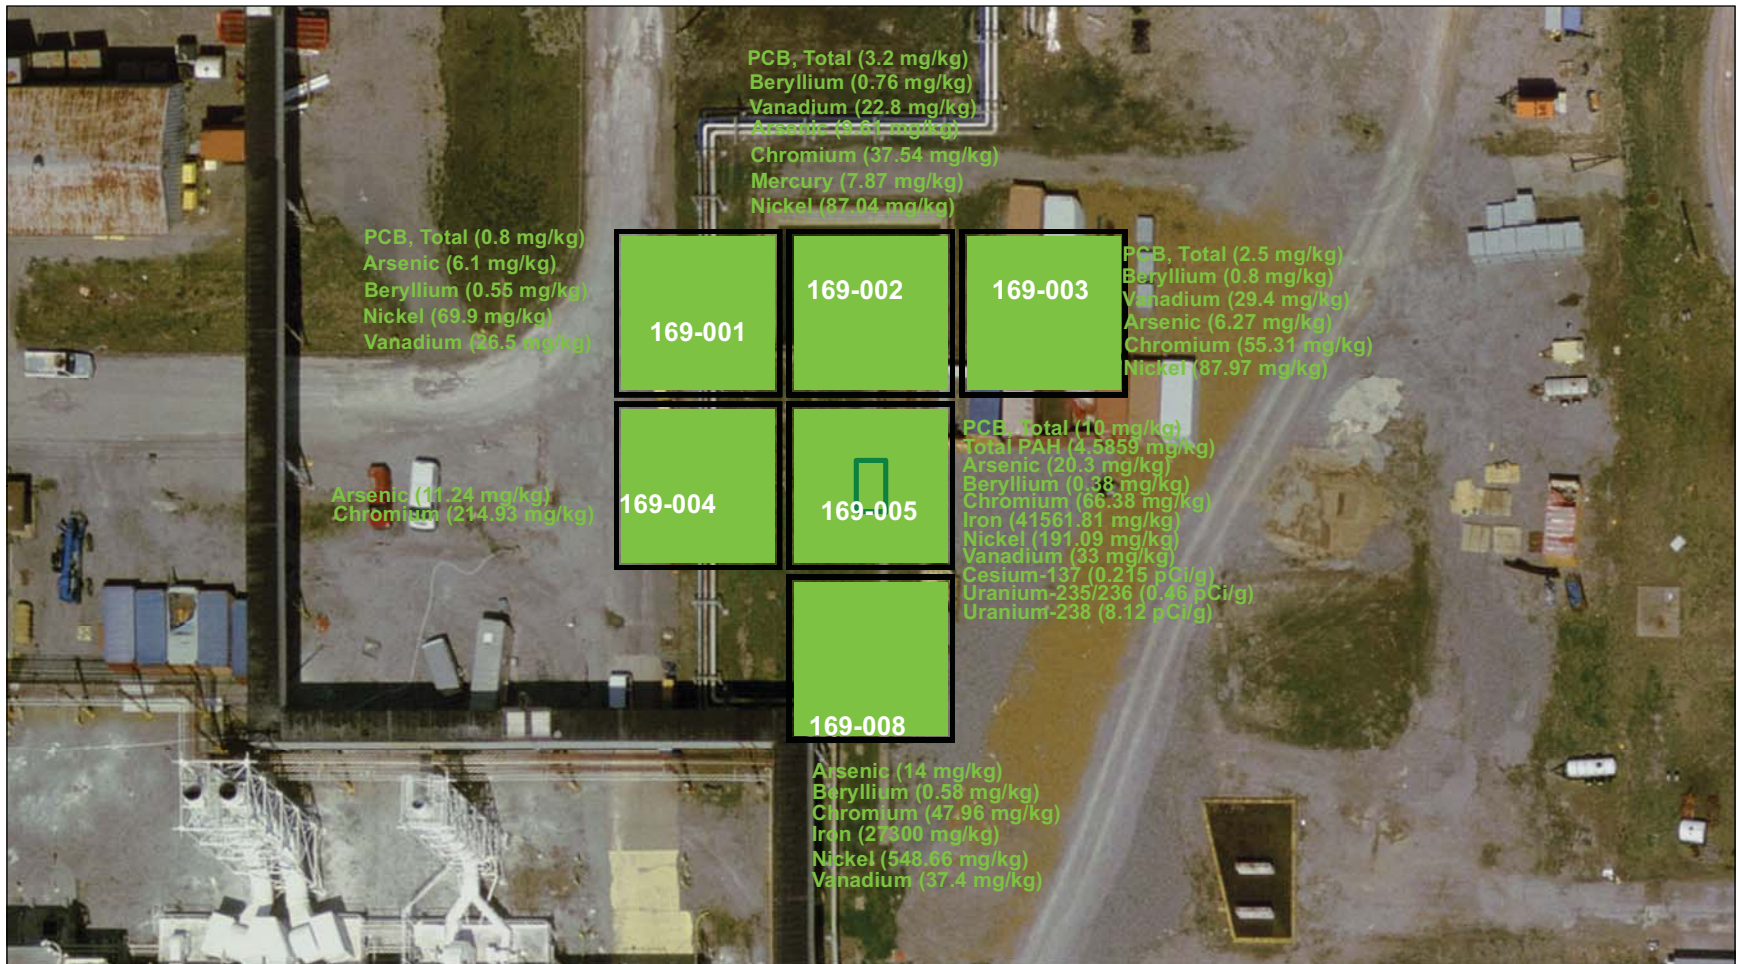 PCB, Total (3.2 mg/kg)
Beryllium (0.76 mg/kg)
Vanadium (22.8 mg/kg)
Arsenic (9.61 mg/kg)
Chromium (37.54 mg/kg)
Mercury (7.87 mg/kg)
Nickel (87.04 mg/kg)
PCB, Total (0.8 mg/kg)
Arsenic (6.1 mg/kg)
Beryllium (0.55 mg/kg)
Nickel (69.9 mg/kg)
Vanadium (26.5 mg/kg)
169-001
169-002
169-003
PCB, Total (2.5 mg/kg)
Beryllium (0.8 mg/kg)
Vanadium (29.4 mg/kg)
Arsenic (6.27 mg/kg)
Chromium (55.31 mg/kg)
Nickel (87.97 mg/kg)
Arsenic (11.24 mg/kg)
Chromium (214.93 mg/kg)
169-004
169-005
PCB, Total (10 mg/kg)
Total PAH (4.5859 mg/kg)
Arsenic (20.3 mg/kg)
Beryllium (0.38 mg/kg)
Chromium (66.38 mg/kg)
Iron (41561.81 mg/kg)
Nickel (191.09 mg/kg)
Vanadium (33 mg/kg)
Cesium-137 (0.215 pCi/g)
Uranium-235/236 (0.46 pCi/g)
Uranium-238 (8.12 pCi/g)
169-008
Arsenic (14 mg/kg)
Beryllium (0.58 mg/kg)
Chromium (47.96 mg/kg)
Iron (27300 mg/kg)
Nickel (548.66 mg/kg)
Vanadium (37.4 mg/kg)